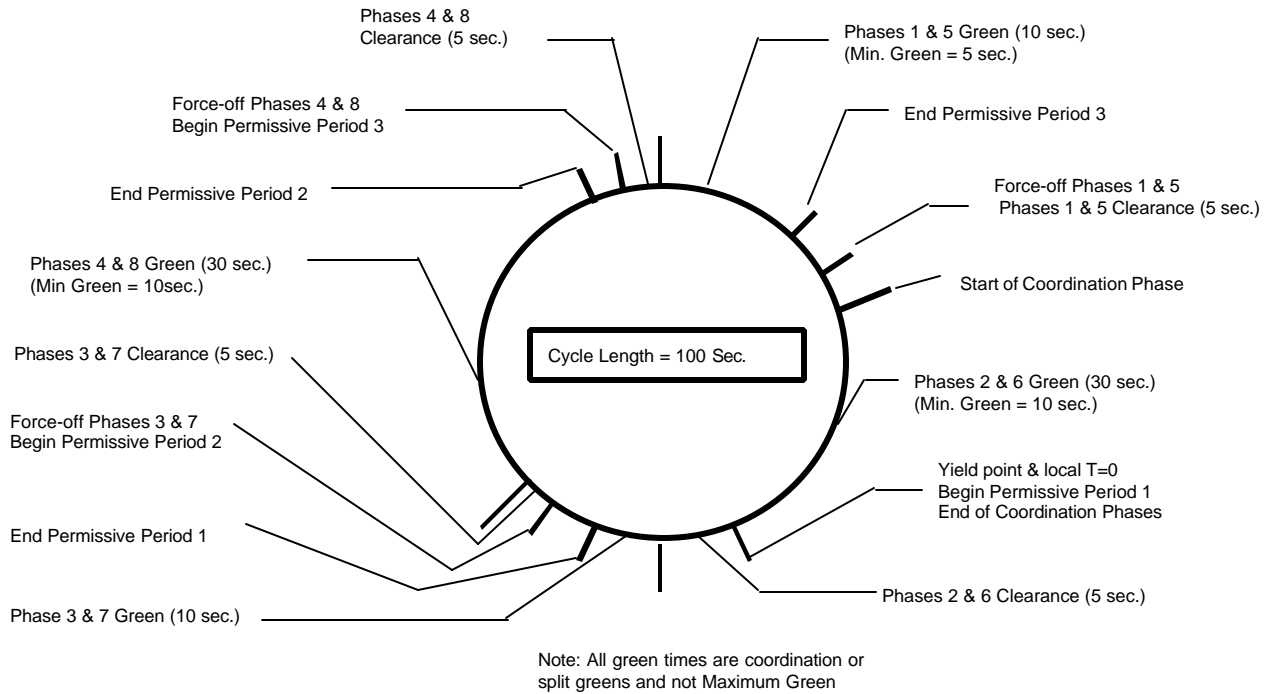 Phases 4 & 8
Clearance (5 sec.)
Phases 1 & 5 Green (10 sec.)
(Min. Green = 5 sec.)
Force-off Phases 4 & 8
Begin Permissive Period 3
End Permissive Period 3
End Permissive Period 2
Force-off Phases 1 & 5
Phases 1 & 5 Clearance (5 sec.)
Phases 4 & 8 Green (30 sec.)
(Min Green = 10sec.)
Start of Coordination Phase
Phases 3 & 7 Clearance (5 sec.)
Cycle Length = 100 Sec.
Phases 2 & 6 Green (30 sec.)
(Min. Green = 10 sec.)
Force-off Phases 3 & 7
Begin Permissive Period 2
Yield point & local T=0
Begin Permissive Period 1
End of Coordination Phases
End Permissive Period 1
Phases 2 & 6 Clearance (5 sec.)
Phase 3 & 7 Green (10 sec.)
Note: All green times are coordination or
split greens and not Maximum Green